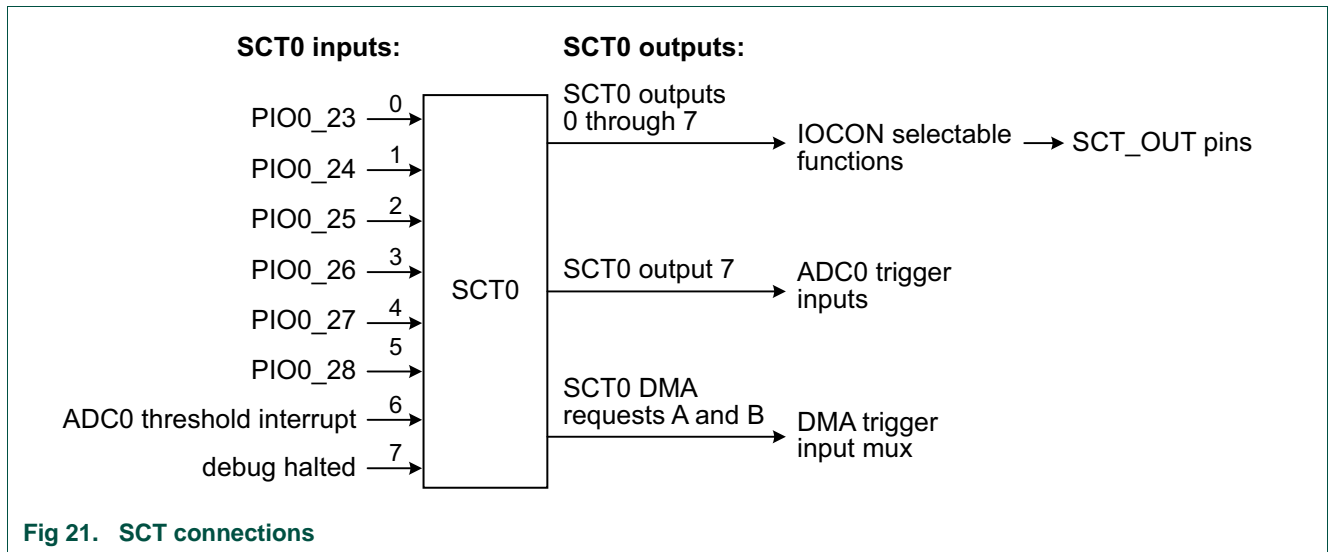 SCT0 inputs:
SCT0 outputs:
PIO0_23
0
PIO0_24
1
PIO0_25
2
PIO0_26
3
PIO0_27
4
PIO0_28
5
ADC0 threshold interrupt
6
debug halted
7
SCT0
SCT0 outputs
0 through 7
IOCON selectable
functions
SCT_OUT pins
SCT0 output 7
ADC0 trigger
inputs
SCT0 DMA
requests A and B
DMA trigger
input mux
Fig 21. SCT connections